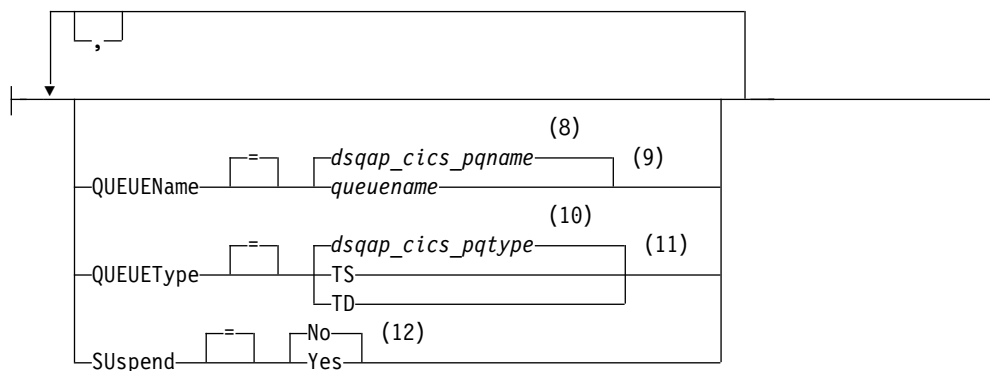 ,
(8)
= dsqap_cics_pqname (9)
QUEUEName queuename
(10)
= dsqap_cics_pqtype (11)
QUEUEType TS
TD
= No (12)
SUspend Yes